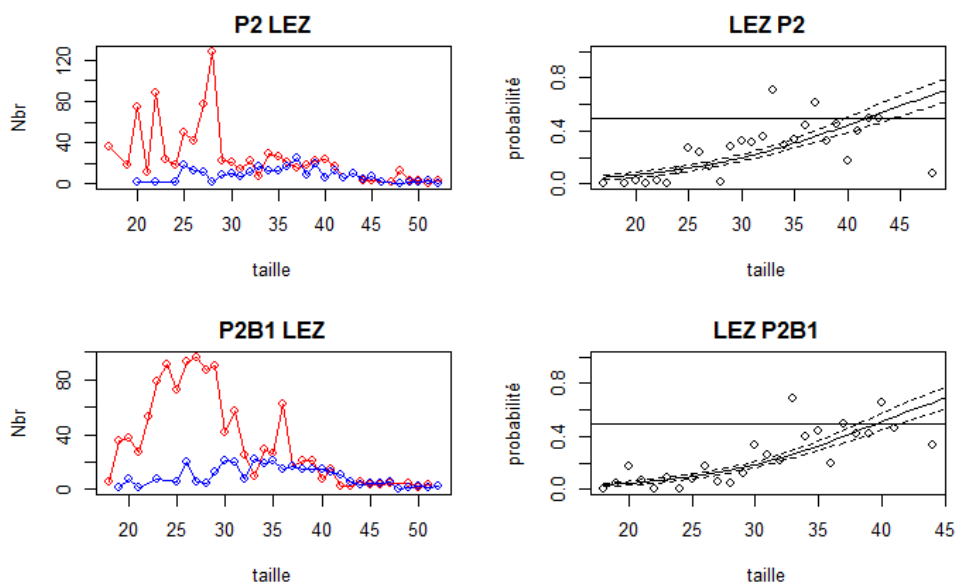 P2 LEZ
Nbr
0 40 80 120
20 25 30 35 40 45 50
taille
LEZ P2
probabilité
0.0 0.4 0.8
20 25 30 35 40 45
taille
P2B1 LEZ
Nbr
0 40 80
20 25 30 35 40 45 50
taille
LEZ P2B1
probabilité
0.0 0.4 0.8
20 25 30 35 40 45
taille